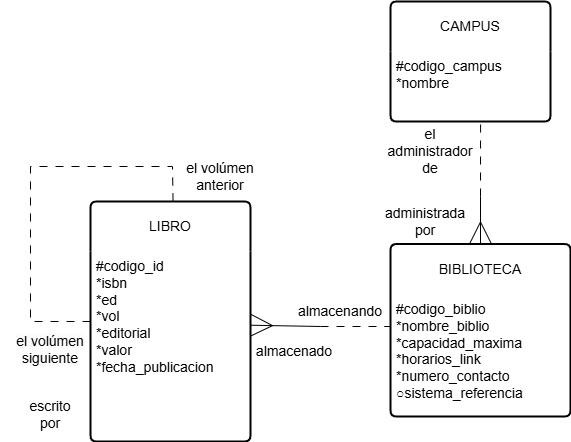 CAMPUS
#codigo_campus
*nombre
el
administrador
de
administrada
por
BIBLIOTECA
#codigo_biblio
*nombre_biblio
*capacidad_maxima
*horarios_link
*numero_contacto
○sistema_referencia
almacenando
almacenado
el volúmen
anterior
LIBRO
#codigo_id
*isbn
*ed
*vol
*editorial
*valor
*fecha_publicacion
el volúmen
siguiente
escrito
por